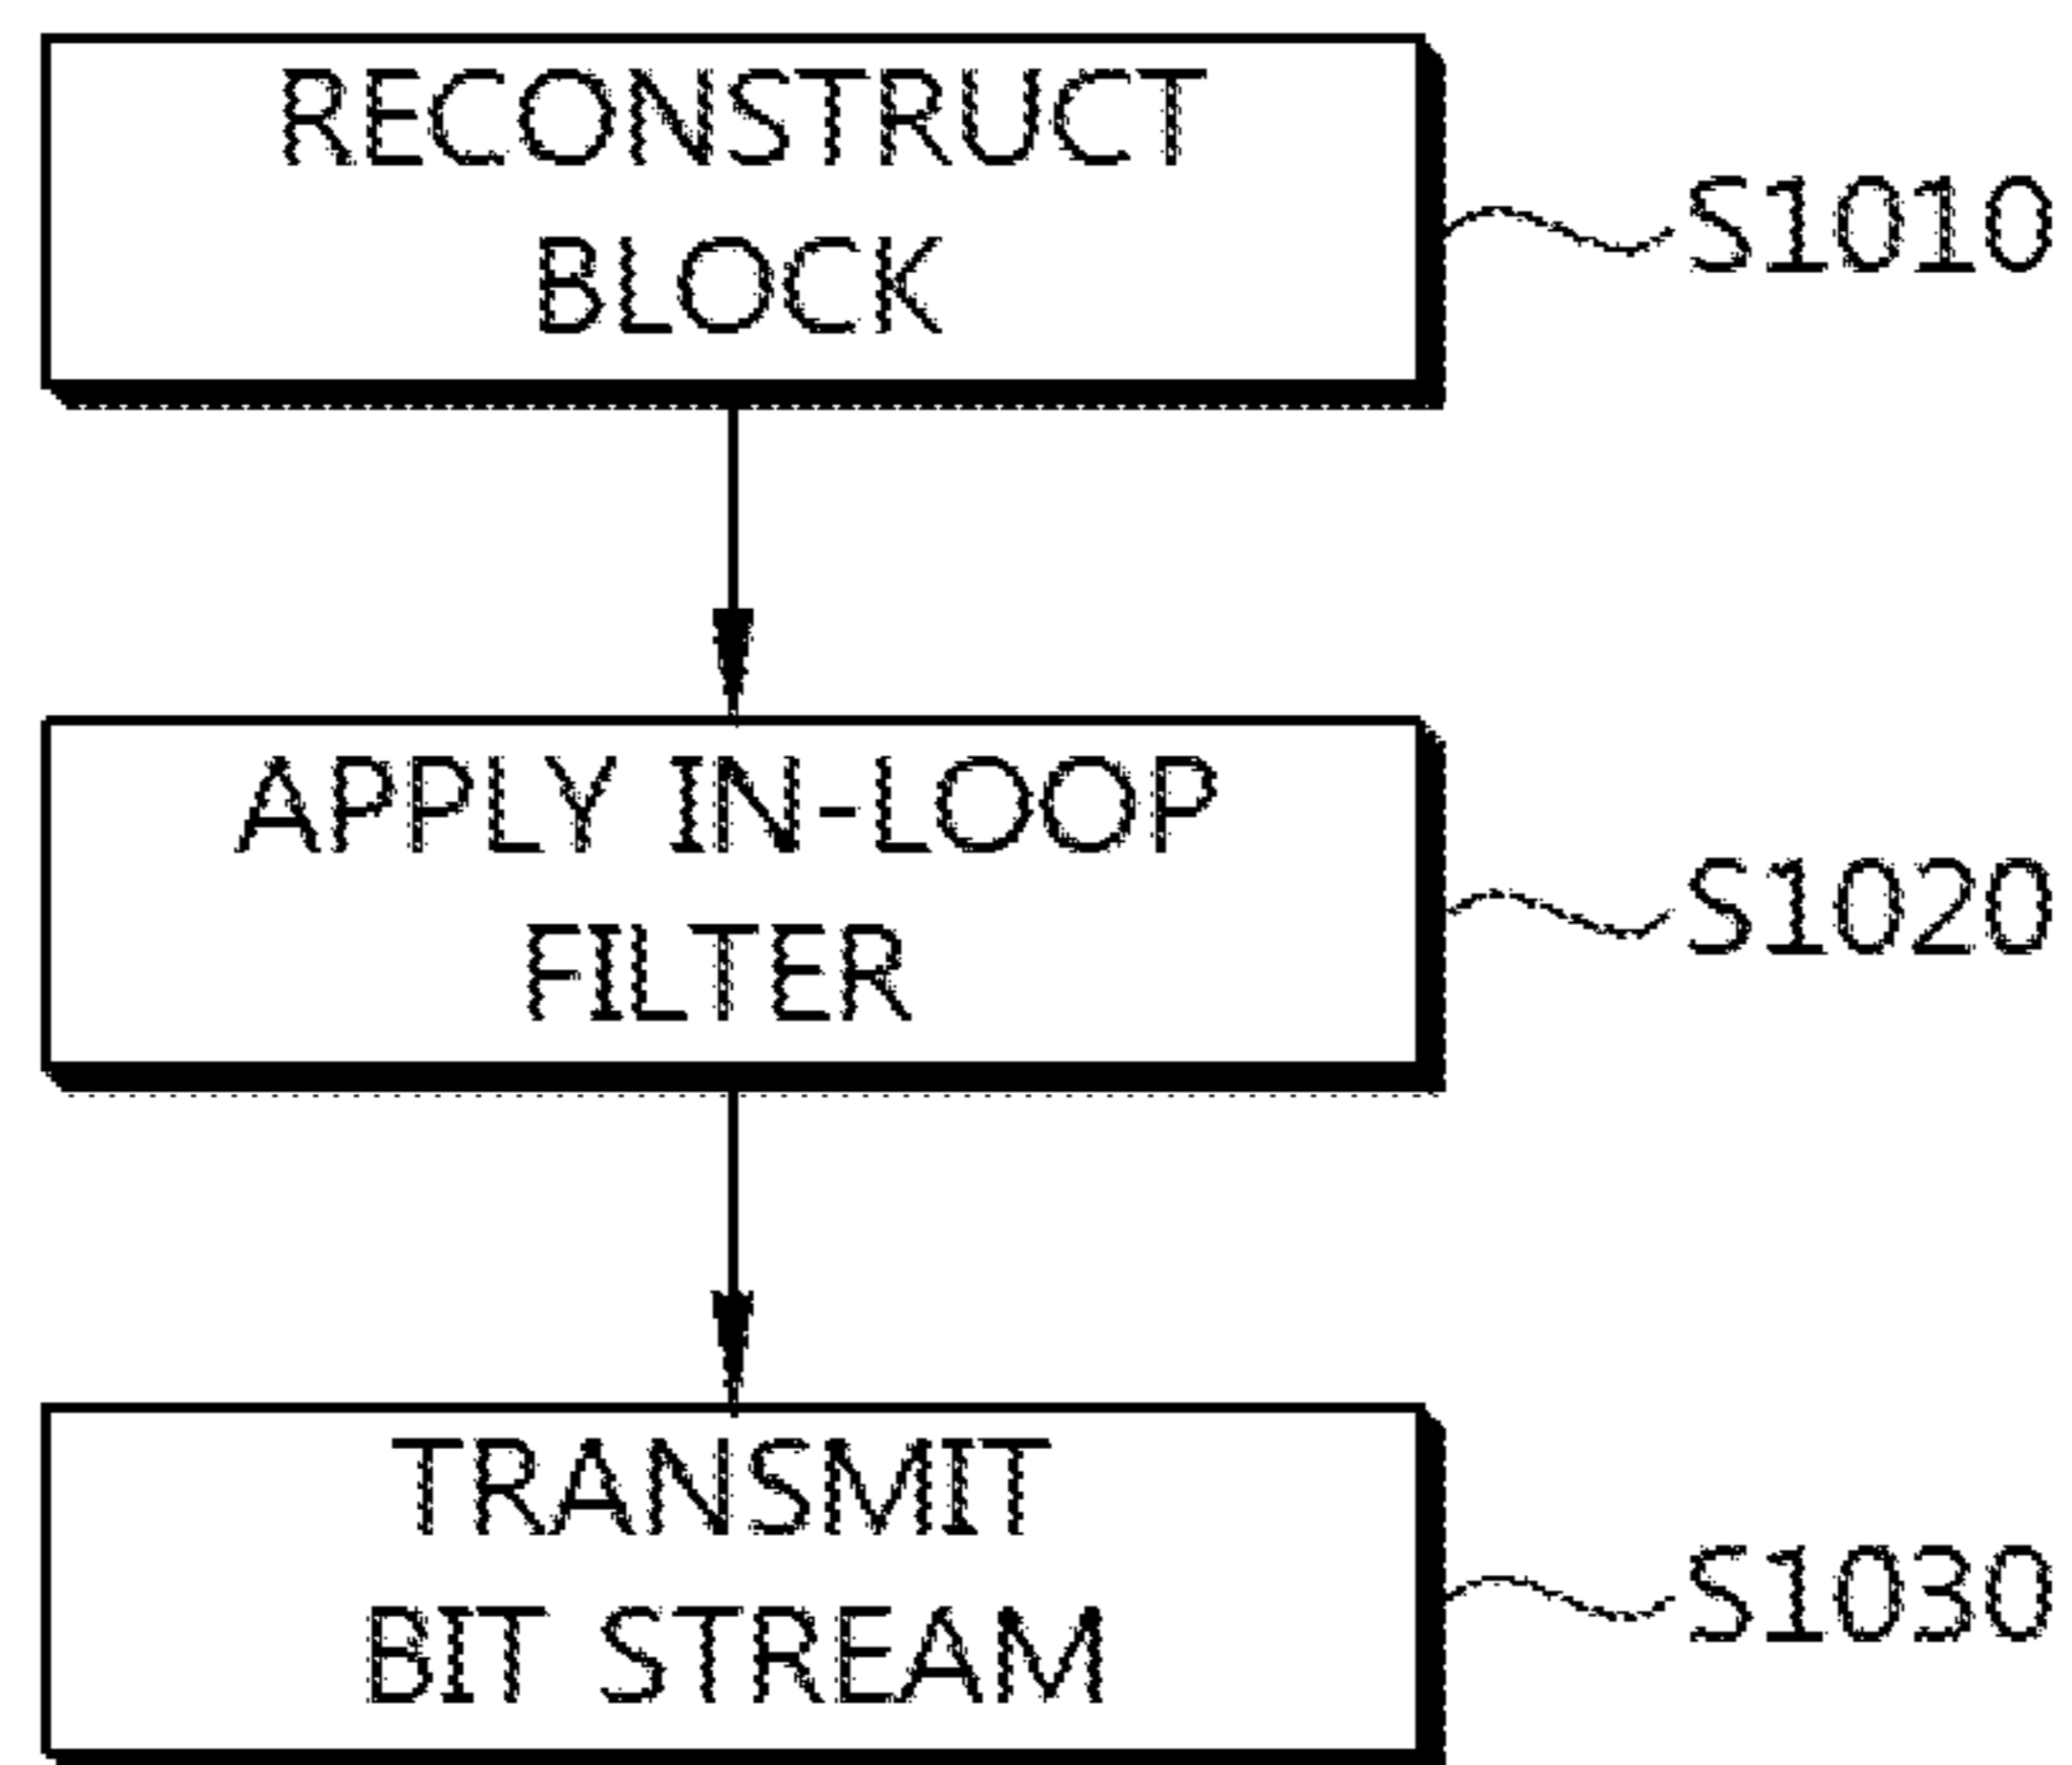 RECONSTRUCT
BLOCK
S1010
APPLY IN-LOOP
FILTER
S1020
TRANSMIT
BIT STREAM
S1030